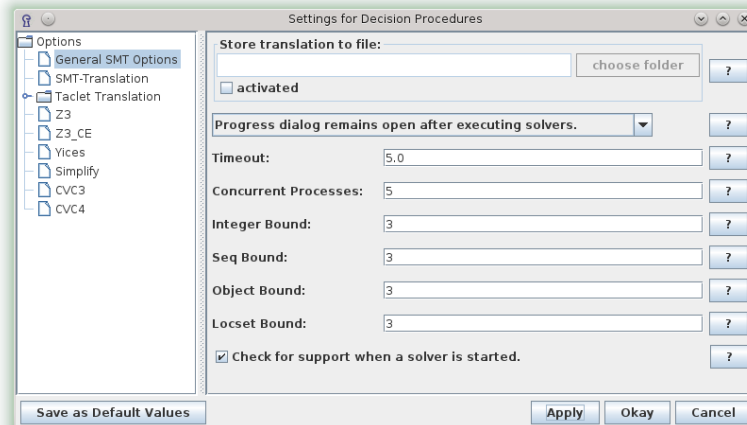 Settings for Decision Procedures
Options
General SMT Options
SMT-Translation
Taclet Translation
Z3
Z3_CE
Yices
Simplify
CVC3
CVC4
Store translation to file:
choose folder
?
activated
Progress dialog remains open after executing solvers.
?
Timeout: 5.0 ?
Concurrent Processes: 5 ?
Integer Bound: 3 ?
Seq Bound: 3 ?
Object Bound: 3 ?
Locset Bound: 3 ?
Check for support when a solver is started. ?
Save as Default Values Apply Okay Cancel